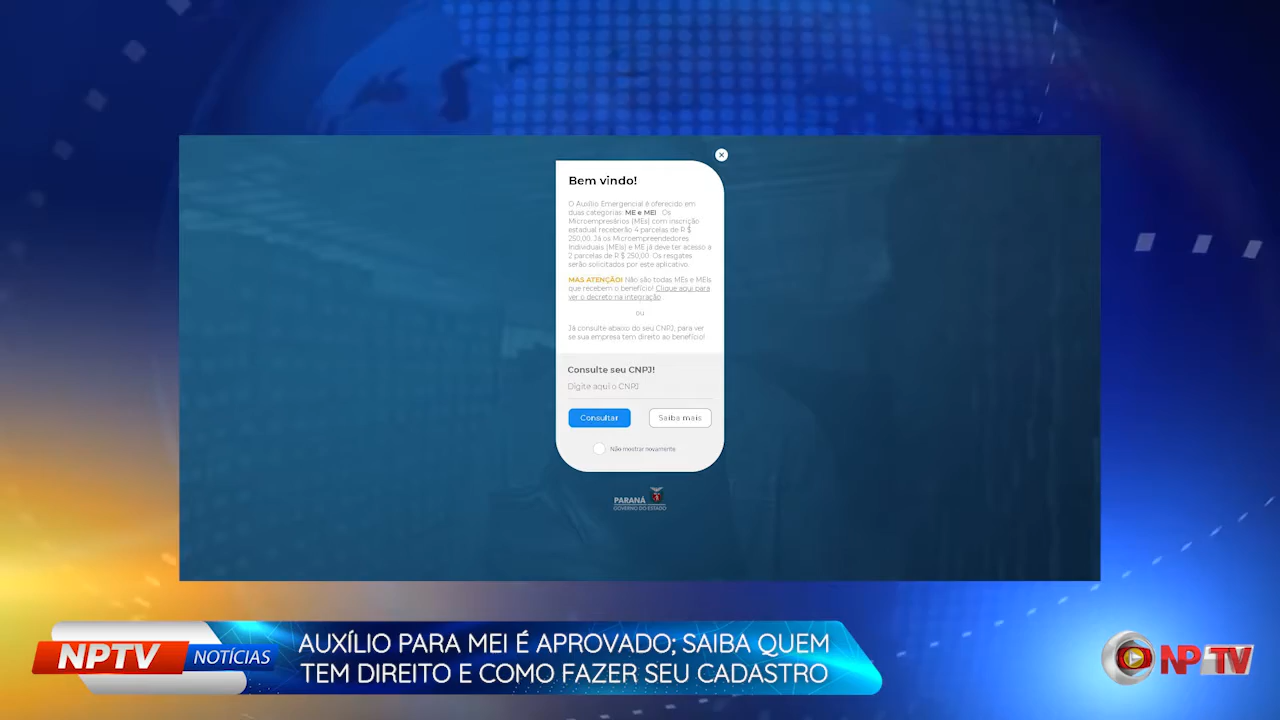 Bem vindo!
O Auxílio Emergencial é oferecido em
duas categorias: ME e MEI . Os
Microempresários (MEs) com inscrição
estadual receberão 4 parcelas de R $
250,00. Já os Microempreendedores
Individuais (MEIs) e ME já deve ter acesso a
2 parcelas de R $ 250,00. Os resgates
serão solicitados por este aplicativo.
MAS ATENÇÃO! Não são todas MEs e MEIs
que recebem o benefício! Clique aqui para
ver o decreto na integração
ou
Já consulte abaixo do seu CNPJ, para ver
se sua empresa tem direito ao benefício!
Consulte seu CNPJ!
Digite aqui o CNPJ
Consultar
Saiba mais
Não mostrar novamente
PARANÁ
GOVERNO DO ESTADO
NPTV NOTÍCIAS
AUXÍLIO PARA MEI É APROVADO; SAIBA QUEM
TEM DIREITO E COMO FAZER SEU CADASTRO
NPTV